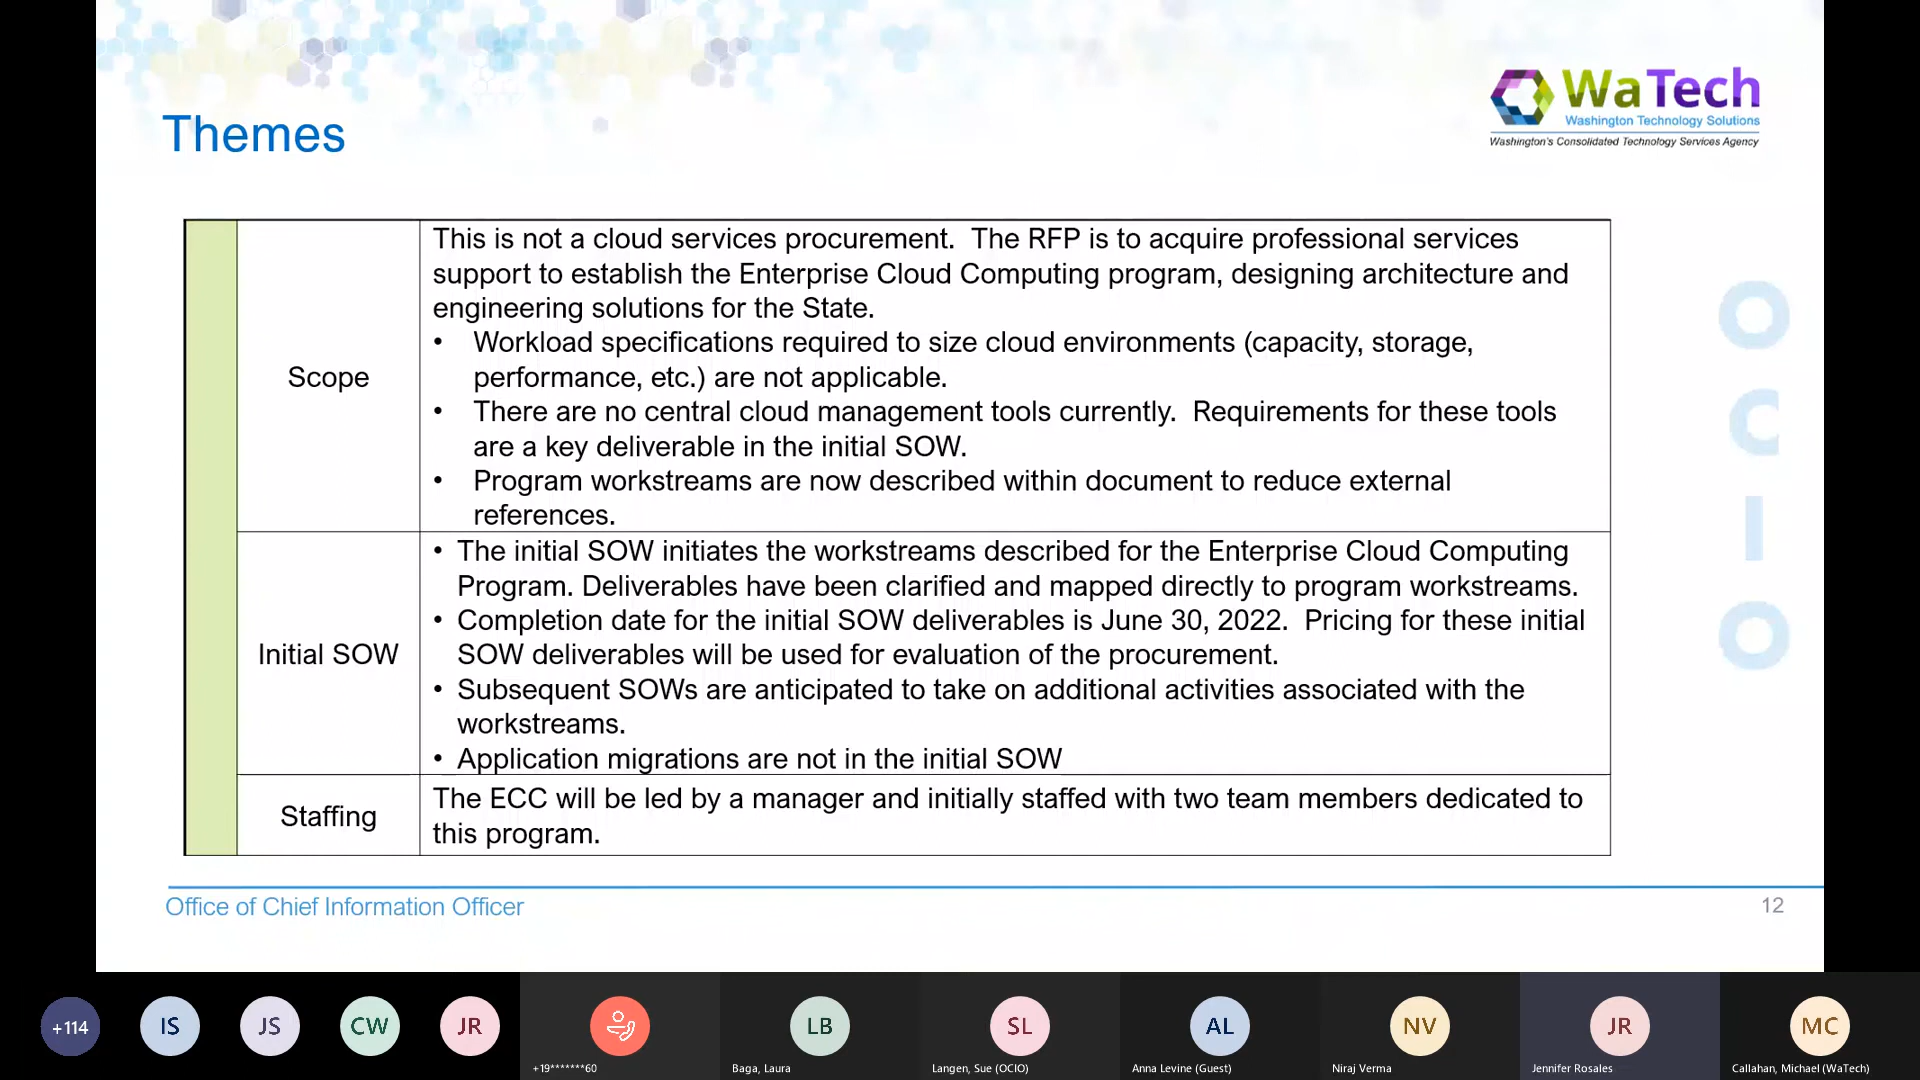 WaTech
Washington Technology Solutions
Washington's Consolidated Technology Services Agency
Themes
Scope
This is not a cloud services procurement.  The RFP is to acquire professional services
support to establish the Enterprise Cloud Computing program, designing architecture and
engineering solutions for the State.
• Workload specifications required to size cloud environments (capacity, storage,
performance, etc.) are not applicable.
• There are no central cloud management tools currently.  Requirements for these tools
are a key deliverable in the initial SOW.
• Program workstreams are now described within document to reduce external
references.
Initial SOW
• The initial SOW initiates the workstreams described for the Enterprise Cloud Computing
Program. Deliverables have been clarified and mapped directly to program workstreams.
• Completion date for the initial SOW deliverables is June 30, 2022.  Pricing for these initial
SOW deliverables will be used for evaluation of the procurement.
• Subsequent SOWs are anticipated to take on additional activities associated with the
workstreams.
• Application migrations are not in the initial SOW
Staffing
The ECC will be led by a manager and initially staffed with two team members dedicated to
this program.
O
C
I
O
Office of Chief Information Officer
12
+114
IS
JS
CW
JR
+19*******60
LB
Baga, Laura
SL
Langen, Sue (OCIO)
AL
Anna Levine (Guest)
NV
Niraj Verma
JR
Jennifer Rosales
MC
Callahan, Michael (WaTech)